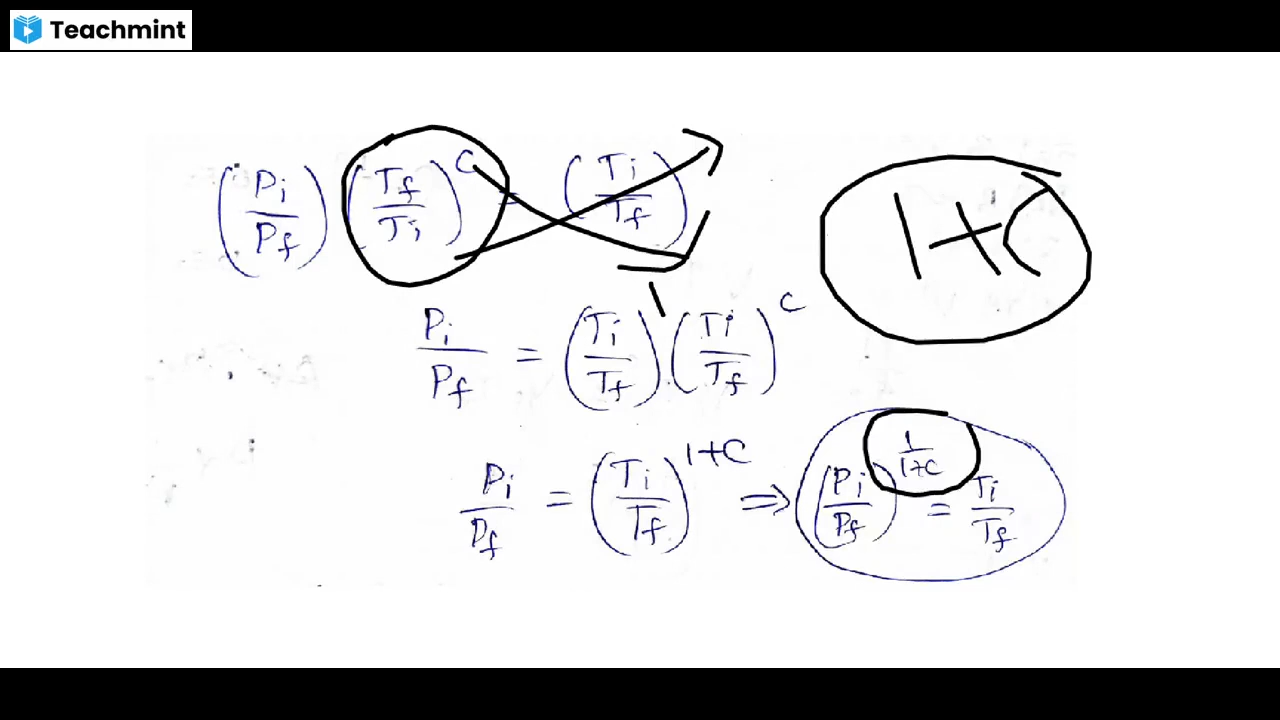 Teachmint
(Pi/Pf) (Tf/Ti)^c = (Ti/Tf)
1+c
Pi/Pf = (Ti/Tf)^1 (Ti/Tf)^c
Pi/Pf = (Ti/Tf)^1+c ⇒ (Pi/Pf)^1/1+c = Ti/Tf